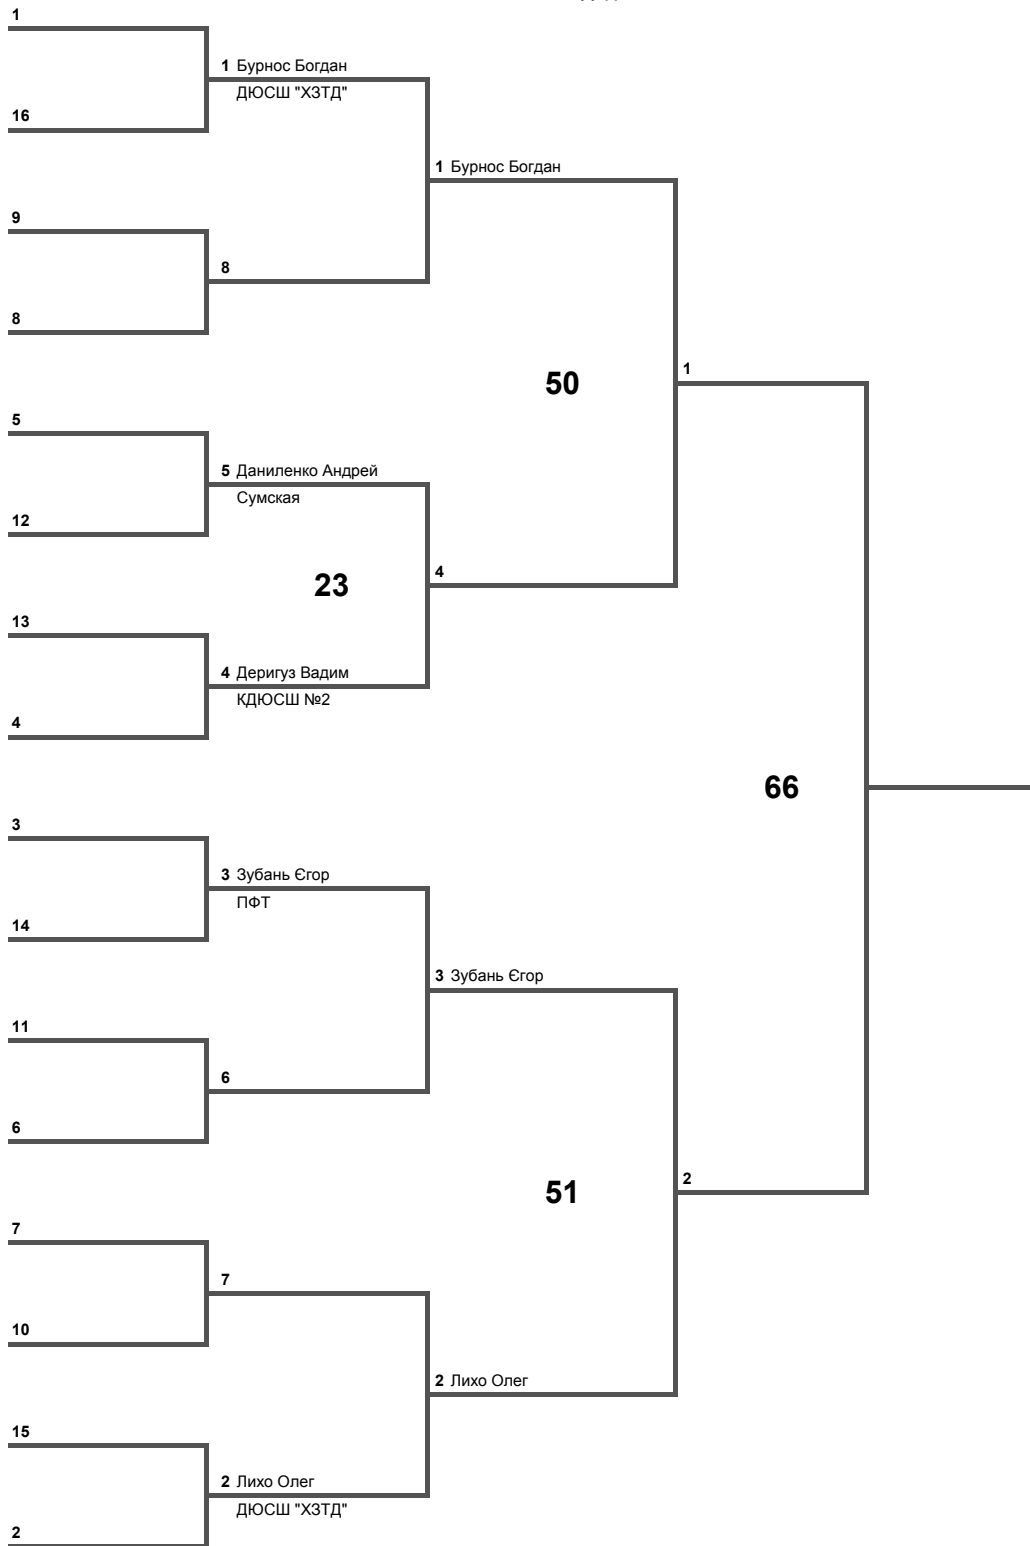 1
1 Бурнос Богдан
ДЮСШ "ХЗТД"
16
1 Бурнос Богдан
9
8
8
50
1
5
5 Даниленко Андрей
Сумская
12
23
4
13
4 Деригуз Вадим
КДЮСШ №2
4
66
3
3 Зубань Єгор
ПФТ
14
3 Зубань Єгор
11
6
6
51
2
7
7
10
2 Лихо Олег
15
2 Лихо Олег
ДЮСШ "ХЗТД"
2